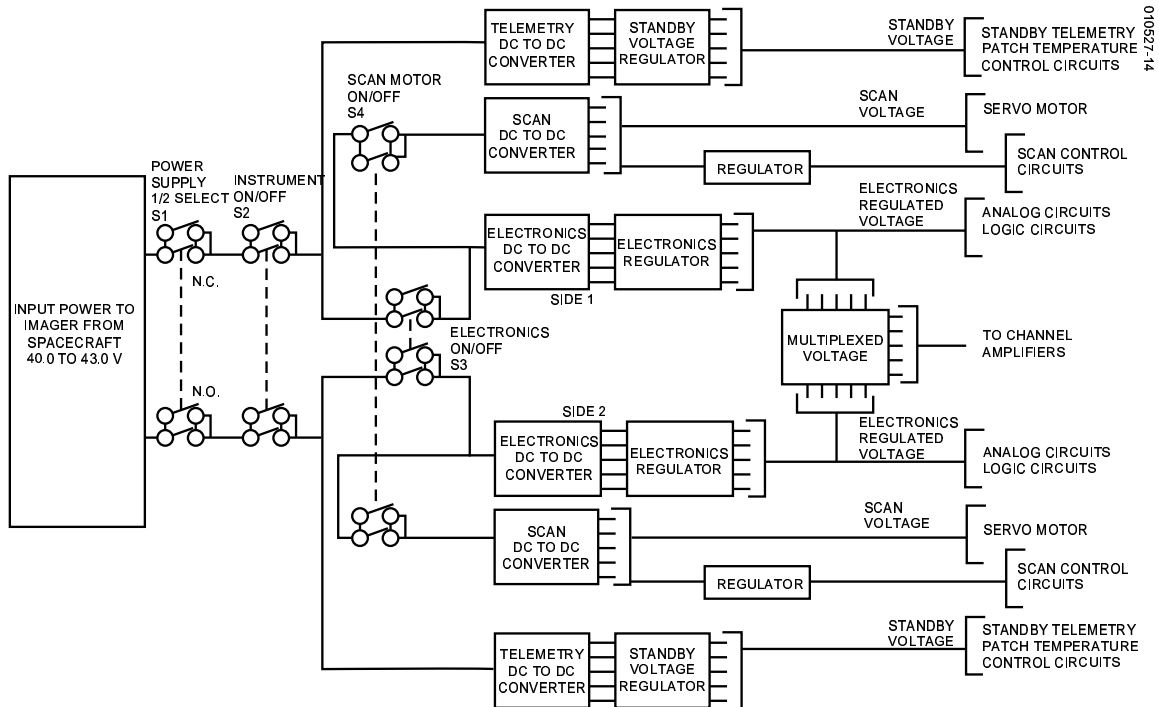 010527-14
TELEMETRY
DC TO DC
CONVERTER
STANDBY
VOLTAGE
REGULATOR
STANDBY
VOLTAGE
STANDBY TELEMETRY
PATCH TEMPERATURE
CONTROL CIRCUITS
SCAN MOTOR
ON/OFF
S4
SCAN
DC TO DC
CONVERTER
SCAN
VOLTAGE
SERVO MOTOR
REGULATOR
SCAN CONTROL
CIRCUITS
POWER
SUPPLY
1/2 SELECT
S1
INSTRUMENT
ON/OFF
S2
ELECTRONICS
DC TO DC
CONVERTER
ELECTRONICS
REGULATOR
ELECTRONICS
REGULATED
VOLTAGE
ANALOG CIRCUITS
LOGIC CIRCUITS
SIDE 1
N.C.
INPUT POWER TO
IMAGER FROM
SPACECRAFT
40.0 TO 43.0 V
ELECTRONICS
ON/OFF
S3
MULTIPLEXED
VOLTAGE
TO CHANNEL
AMPLIFIERS
N.O.
SIDE 2
ELECTRONICS
DC TO DC
CONVERTER
ELECTRONICS
REGULATOR
ELECTRONICS
REGULATED
VOLTAGE
ANALOG CIRCUITS
LOGIC CIRCUITS
SCAN
DC TO DC
CONVERTER
SCAN
VOLTAGE
SERVO MOTOR
REGULATOR
SCAN CONTROL
CIRCUITS
TELEMETRY
DC TO DC
CONVERTER
STANDBY
VOLTAGE
REGULATOR
STANDBY
VOLTAGE
STANDBY TELEMETRY
PATCH TEMPERATURE
CONTROL CIRCUITS